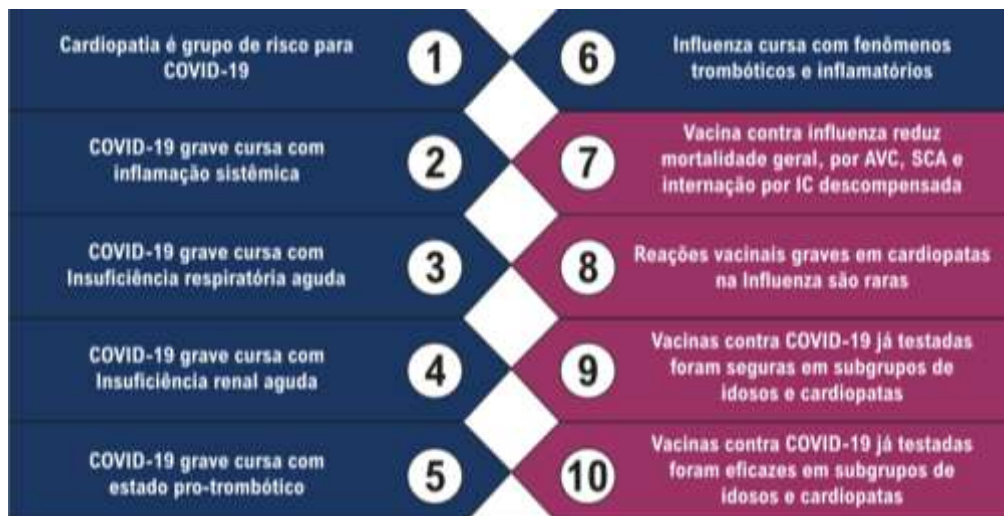 Cardiopatia é grupo de risco para
COVID-19
1
COVID-19 grave cursa com
inflamação sistêmica
2
COVID-19 grave cursa com
Insuficiência respiratória aguda
3
COVID-19 grave cursa com
Insuficiência renal aguda
4
COVID-19 grave cursa com
estado pro-trombótico
5
6
Influenza cursa com fenômenos
trombóticos e inflamatórios
7
Vacina contra influenza reduz
mortalidade geral, por AVC, SCA e
internação por IC descompensada
8
Reações vacinais graves em cardiopatas
na Influenza são raras
9
Vacinas contra COVID-19 já testadas
foram seguras em subgrupos de
idosos e cardiopatas
10
Vacinas contra COVID-19 já testadas
foram eficazes em subgrupos de
idosos e cardiopatas